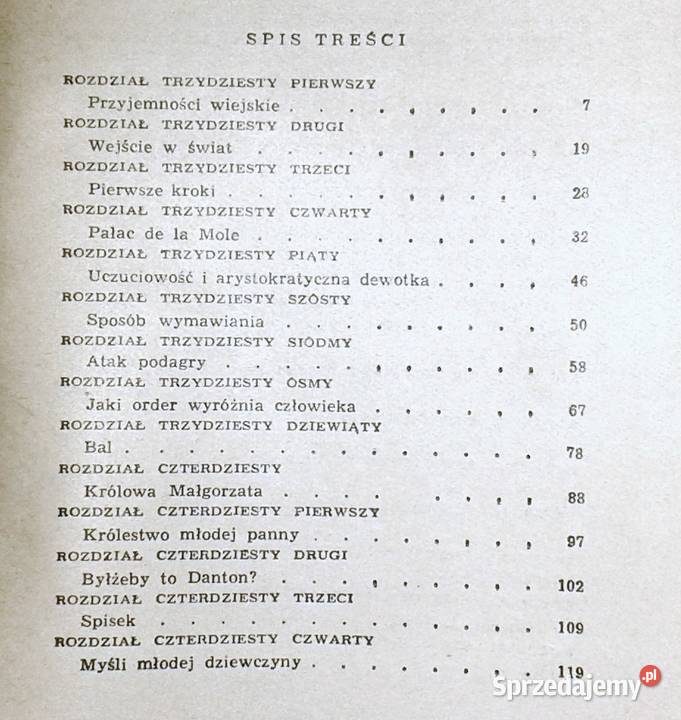 SPIS TREŚCI
ROZDZIAŁ TRZYDZIESTY PIERWSZY
Przyjemności wiejskie . . . . . . . . . 7
ROZDZIAŁ TRZYDZIESTY DRUGI
Wejście w świat . . . . . . . . . . 19
ROZDZIAŁ TRZYDZIESTY TRZECI
Pierwsze kroki . . . . . . . . . . . 28
ROZDZIAŁ TRZYDZIESTY CZWARTY
Pałac de la Mole . . . . . . . . . . 32
ROZDZIAŁ TRZYDZIESTY PIĄTY
Uczuciowość i arystokratyczna dewotka . . . . 46
ROZDZIAŁ TRZYDZIESTY SZÓSTY
Sposób wymawiania . . . . . . . . . 50
ROZDZIAŁ TRZYDZIESTY SIÓDMY
Atak podagry . . . . . . . . . . . 58
ROZDZIAŁ TRZYDZIESTY ÓSMY
Jaki order wyróżnia człowieka . . . . . . 67
ROZDZIAŁ TRZYDZIESTY DZIEWIĄTY
Bal . . . . . . . . . . . . . . 78
ROZDZIAŁ CZTERDZIESTY
Królowa Małgorzata . . . . . . . . 88
ROZDZIAŁ CZTERDZIESTY PIERWSZY
Królestwo młodej panny . . . . . . . . 97
ROZDZIAŁ CZTERDZIESTY DRUGI
Byłżeby to Danton? . . . . . . . . . 102
ROZDZIAŁ CZTERDZIESTY TRZECI
Spisek . . . . . . . . . . . . . 109
ROZDZIAŁ CZTERDZIESTY CZWARTY
Myśli młodej dziewczyny . . . . . . . . 119
Sprzedajemy.pl